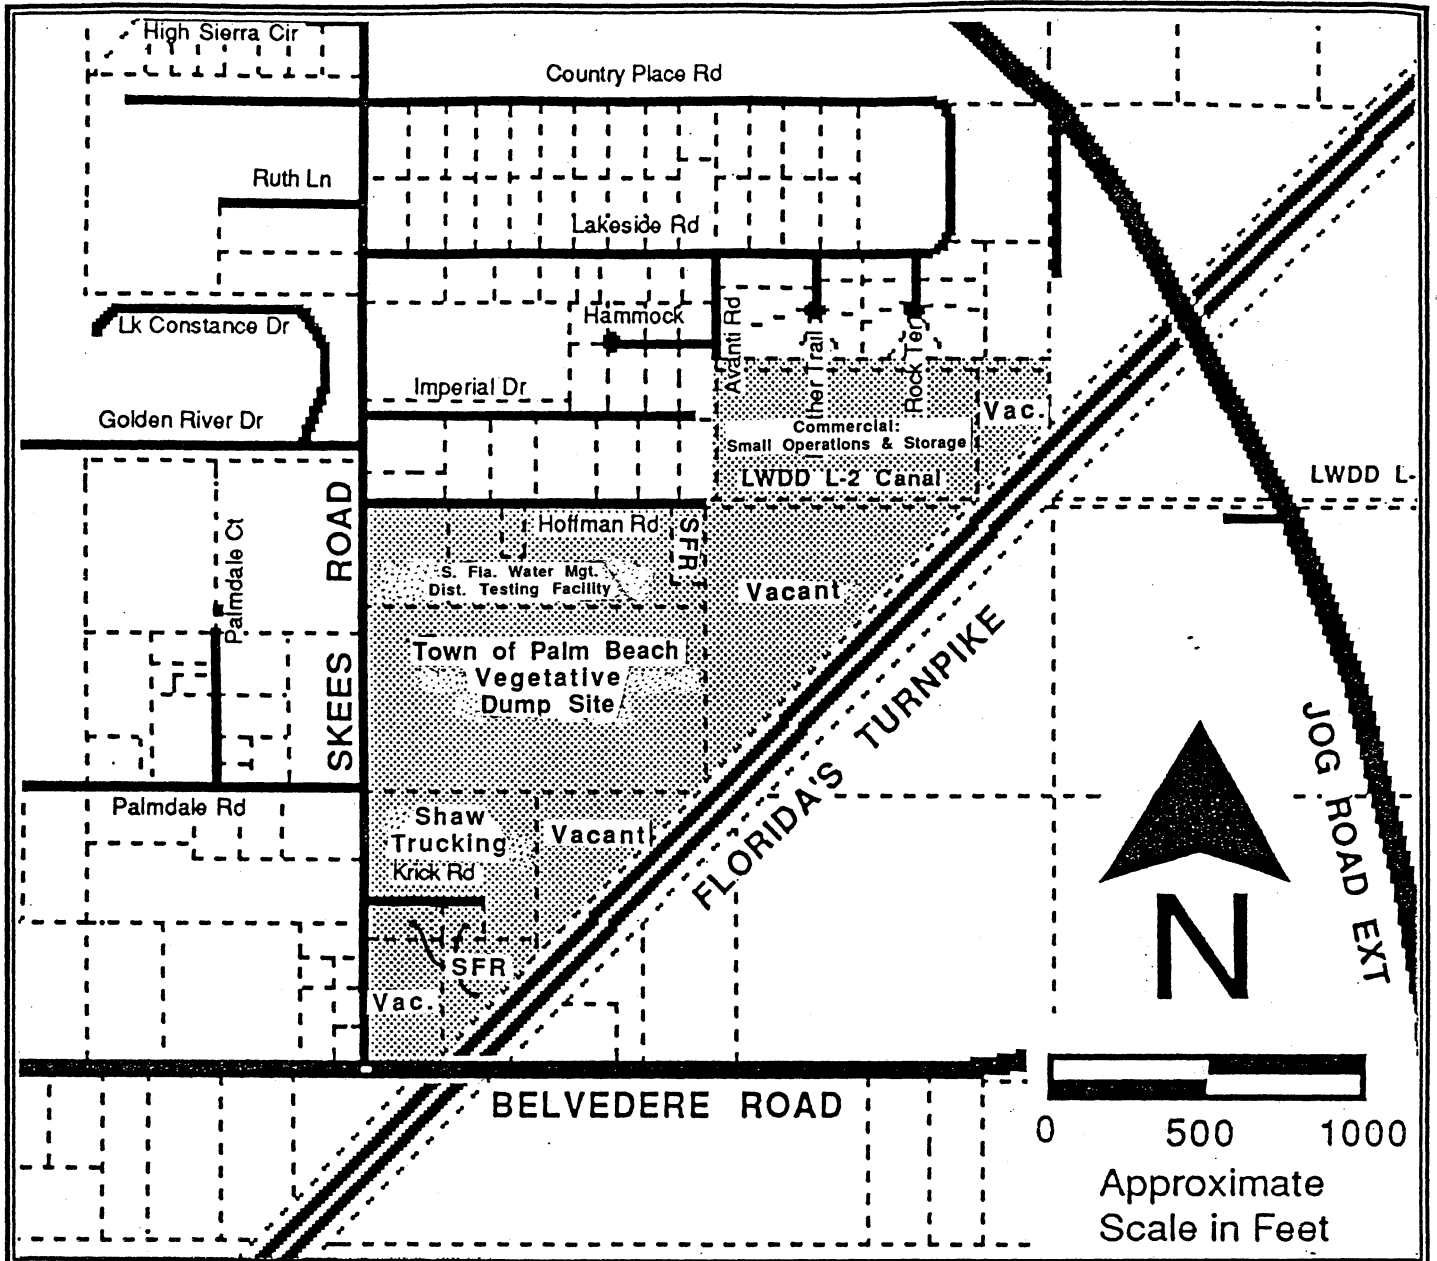 High Sierra Cir
Country Place Rd
Ruth Ln
Lakeside Rd
Lk Constance Dr
Hammock
Avanti Rd
ther Trail
Rock Ter
Imperial Dr
Golden River Dr
Vac.
Commercial:
Small Operations & Storage
LWDD L-2 Canal
LWDD L-
SKEES ROAD
Palmdale Ct
Hoffman Rd
SFR
S. Fla. Water Mgt.
Dist. Testing Facility
Vacant
Town of Palm Beach
Vegetative
Dump Site
FLORIDA'S TURNPIKE
JOG ROAD EXT
Palmdale Rd
Shaw
Trucking
Vacant
Krick Rd
SFR
Vac.
N
BELVEDERE ROAD
0 500 1000
Approximate
Scale in Feet